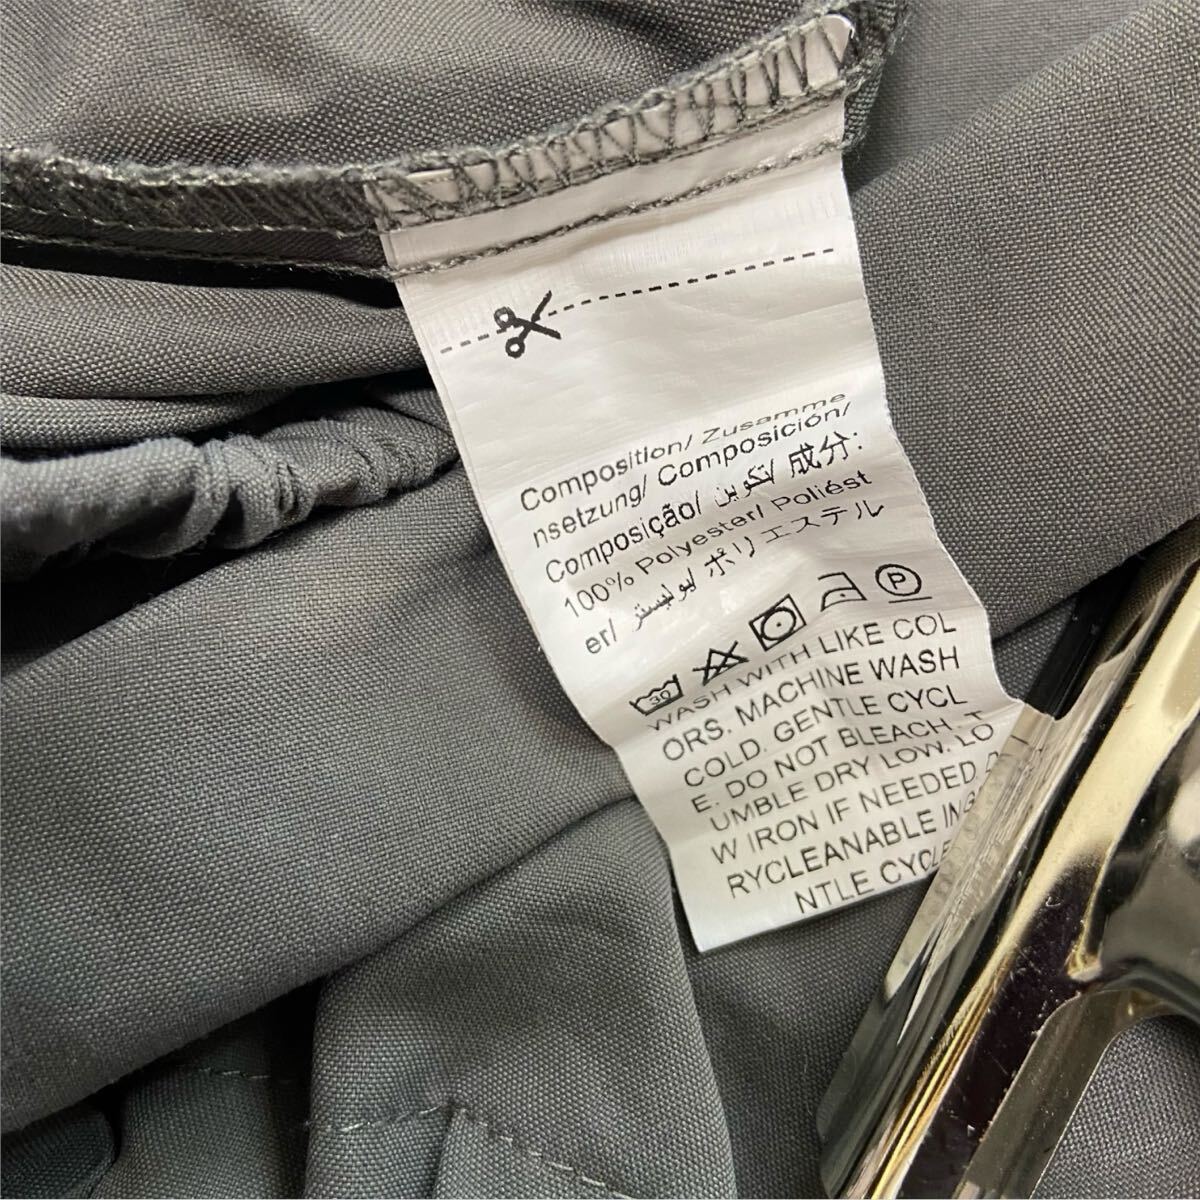 Composition/ Zusamme
nsetzung/ Composición/
Composição/ تكوين/ 成分:
100% Polyester/ Poliést
er/ بوليستر/ ポリエステル
30 P
WASH WITH LIKE COL
ORS. MACHINE WASH
COLD. GENTLE CYCL
E. DO NOT BLEACH. T
UMBLE DRY LOW. LO
W IRON IF NEEDED. D
RYCLEANABLE IN G
NTLE CYCLE